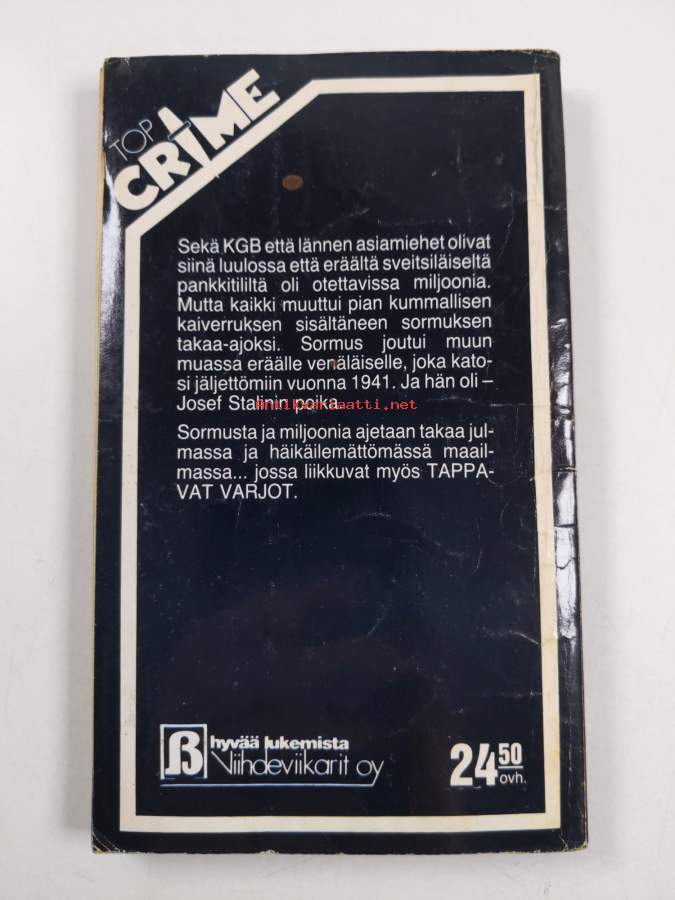 TOP
CRIME
Sekä KGB että lännen asiamiehet olivat
siinä luulossa että eräältä sveitsiläiseltä
pankkitililtä oli otettavissa miljoonia.
Mutta kaikki muuttui pian kummallisen
kaiverruksen sisältäneen sormuksen
takaa-ajoksi. Sormus joutui muun
muassa eräälle venäläiselle, joka kato-
si jäljettömiin vuonna 1941. Ja hän oli –
Josef Stalinin poika.
Antikvariaatti.net
Sormusta ja miljoonia ajetaan takaa jul-
massa ja häikäilemättömässä maail-
massa... jossa liikkuvat myös TAPPA-
VAT VARJOT.
hyvää lukemista
Viihdeviikarit oy
24 50
ovh.